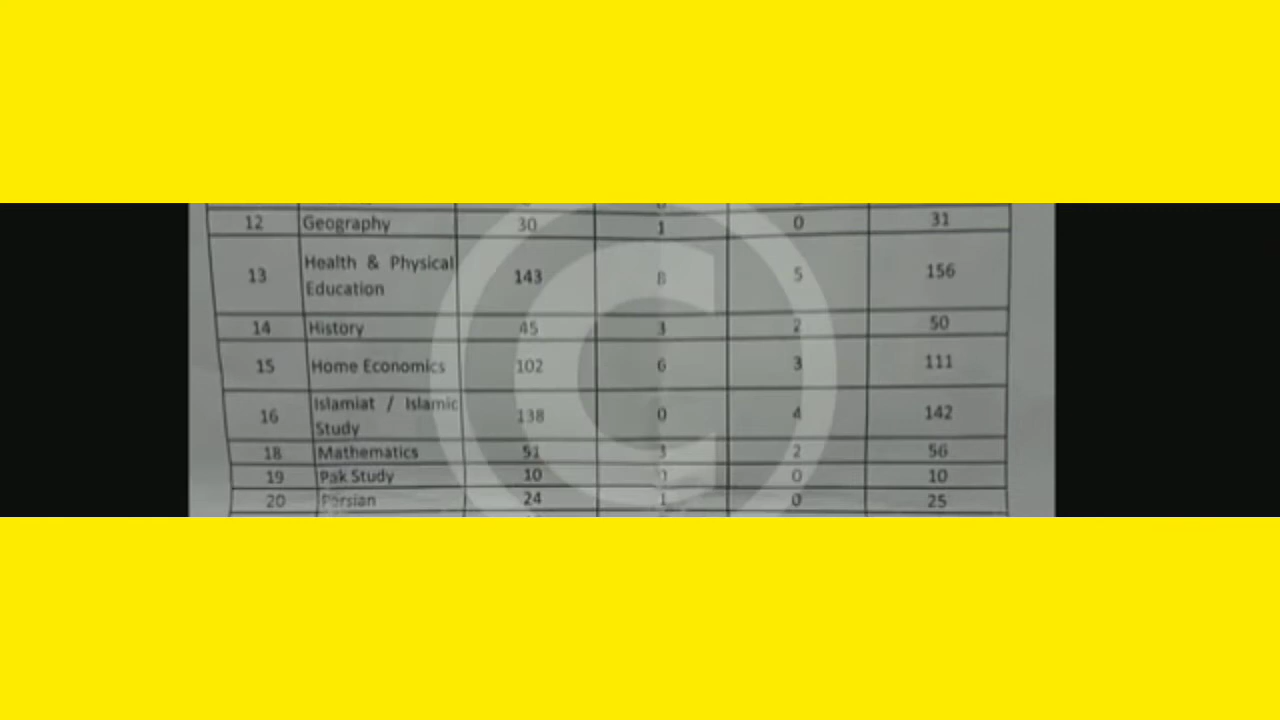 12 Geography 30 1 0 31
13 Health & Physical Education 143 8 5 156
14 History 45 3 2 50
15 Home Economics 102 6 3 111
16 Islamiat / Islamic Study 138 0 4 142
18 Mathematics 51 3 2 56
19 Pak Study 10 0 10
20 Persian 24 1 0 25